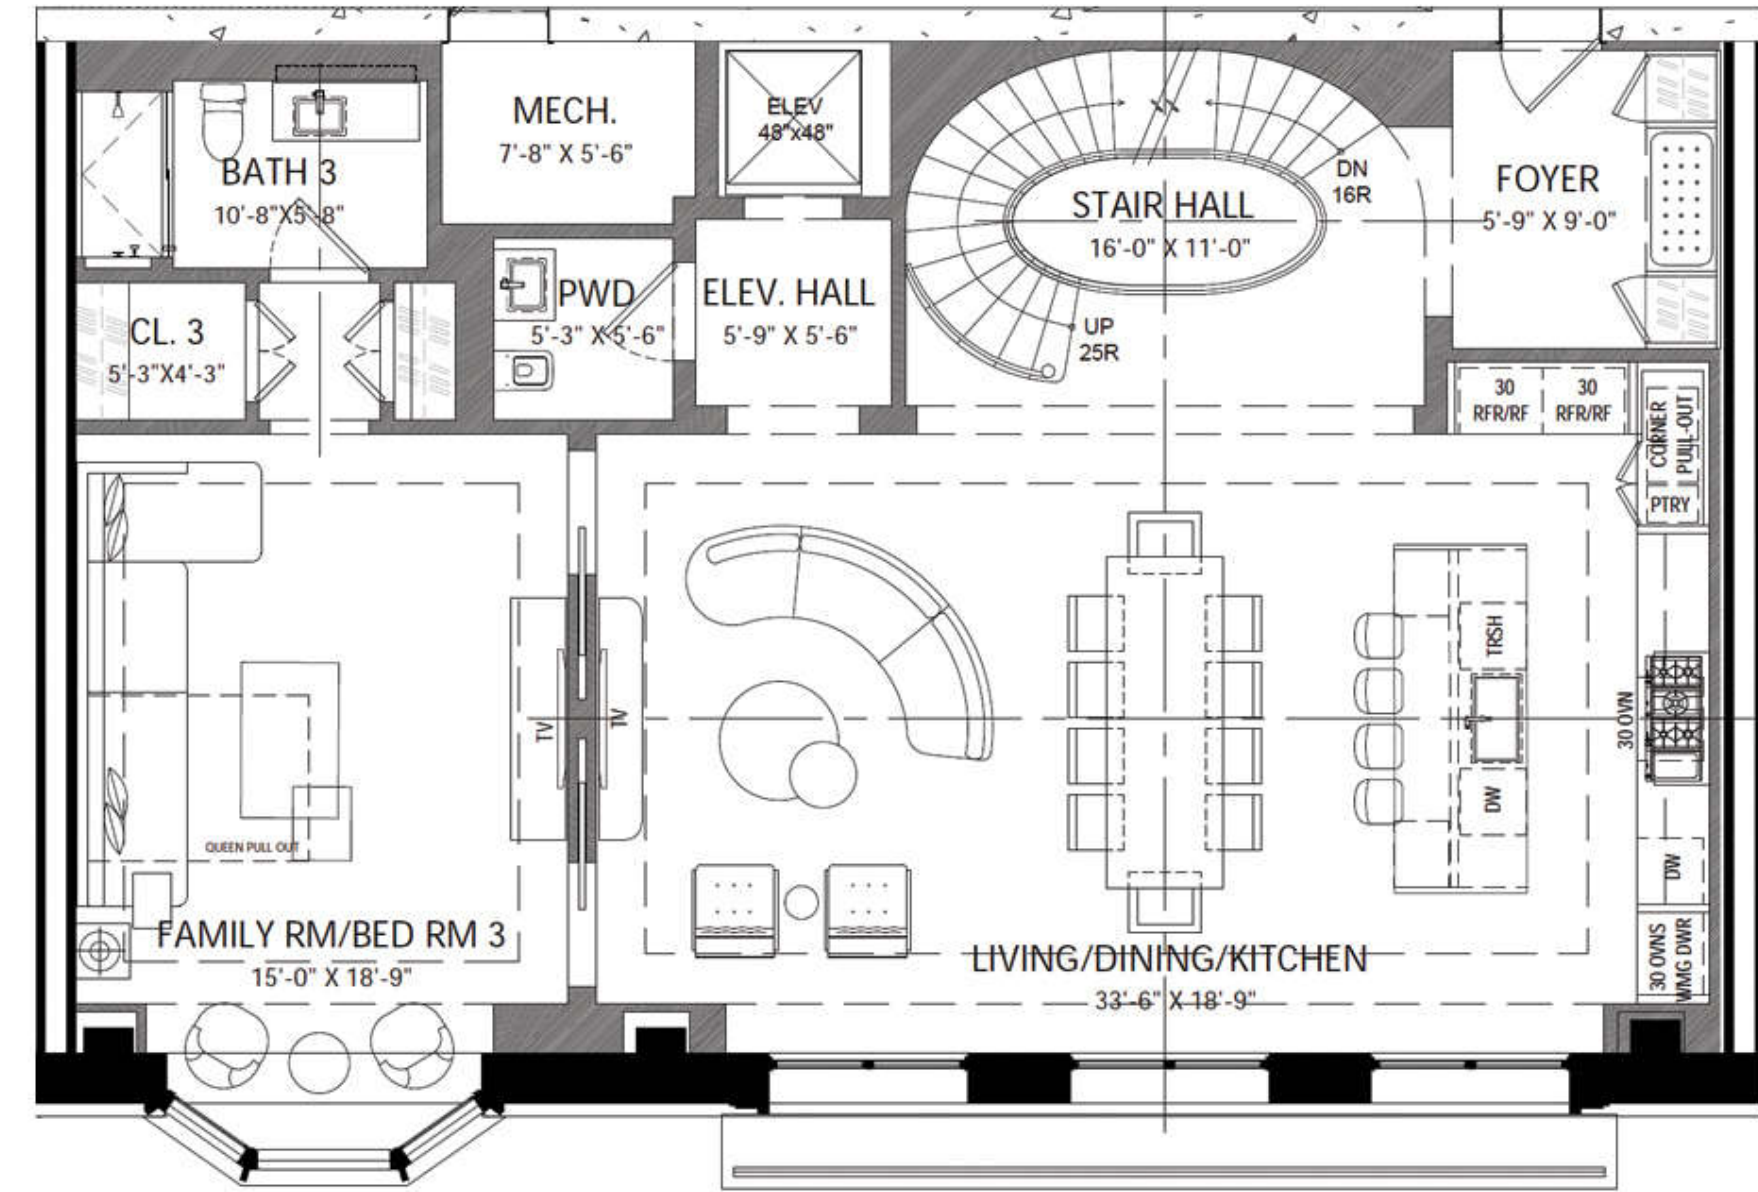 MECH.
7'-8" X 5'-6"
ELEV
48"x48"
BATH 3
10'-8"X5'-8"
DN
16R
FOYER
5'-9" X 9'-0"
STAIR HALL
16'-0" X 11'-0"
PWD
5'-3" X 5'-6"
ELEV. HALL
5'-9" X 5'-6"
CL. 3
5'-3"X4'-3"
UP
25R
30
RFR/RF
30
RFR/RF
CORNER
PULL-OUT
PTRY
TRSH
TV
TV
30 OVN
DW
QUEEN PULL OUT
DW
FAMILY RM/BED RM 3
15'-0" X 18'-9"
LIVING/DINING/KITCHEN
33'-6" X 18'-9"
30 OVNS
WMG DWR